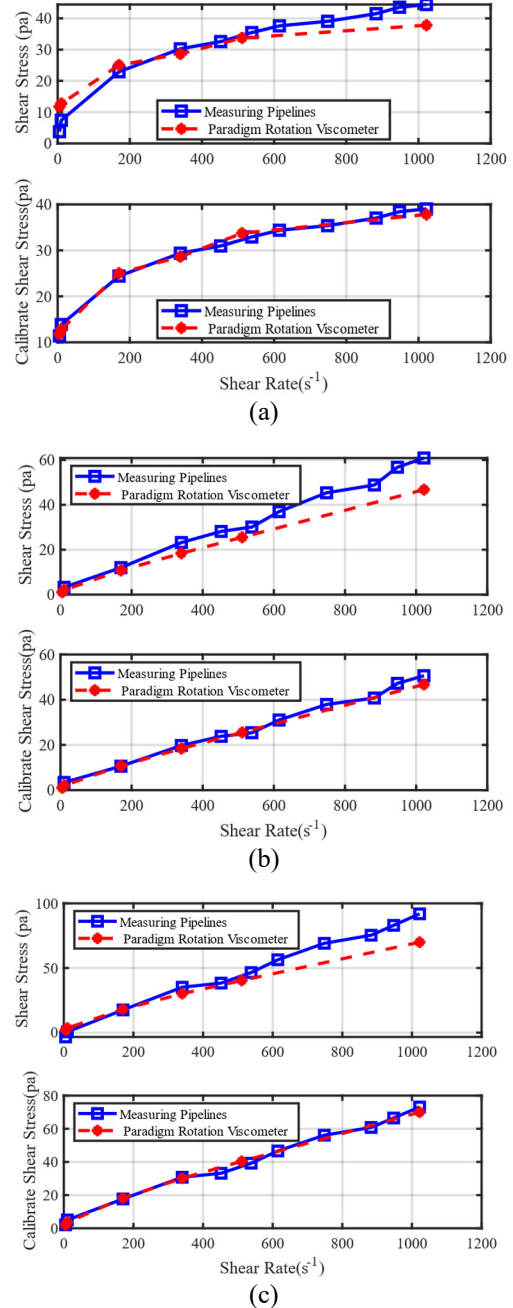 Shear Stress (pa)
40
30
20
10
0
Measuring Pipelines
Paradigm Rotation Viscometer
0 200 400 600 800 1000 1200
Calibrate Shear Stress(pa)
40
30
20
10
Measuring Pipelines
Paradigm Rotation Viscometer
0 200 400 600 800 1000 1200
Shear Rate(s⁻¹)
(a)
Shear Stress (pa)
60
40
20
0
Measuring Pipelines
Paradigm Rotation Viscometer
0 200 400 600 800 1000 1200
Calibrate Shear Stress(pa)
60
40
20
0
Measuring Pipelines
Paradigm Rotation Viscometer
0 200 400 600 800 1000 1200
Shear Rate(s⁻¹)
(b)
Shear Stress (pa)
100
50
0
Measuring Pipelines
Paradigm Rotation Viscometer
0 200 400 600 800 1000 1200
Calibrate Shear Stress(pa)
80
60
40
20
0
Measuring Pipelines
Paradigm Rotation Viscometer
0 200 400 600 800 1000 1200
Shear Rate(s⁻¹)
(c)